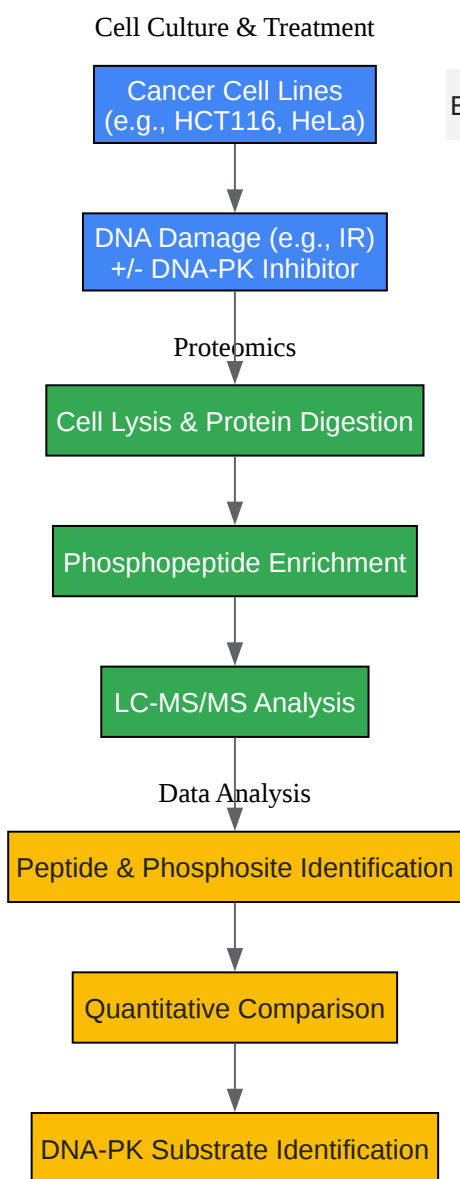 Cell Culture & Treatment
Cancer Cell Lines
(e.g., HCT116, HeLa)
DNA Damage (e.g., IR)
+/- DNA-PK Inhibitor
Proteomics
Cell Lysis & Protein Digestion
Phosphopeptide Enrichment
LC-MS/MS Analysis
Data Analysis
Peptide & Phosphosite Identification
Quantitative Comparison
DNA-PK Substrate Identification